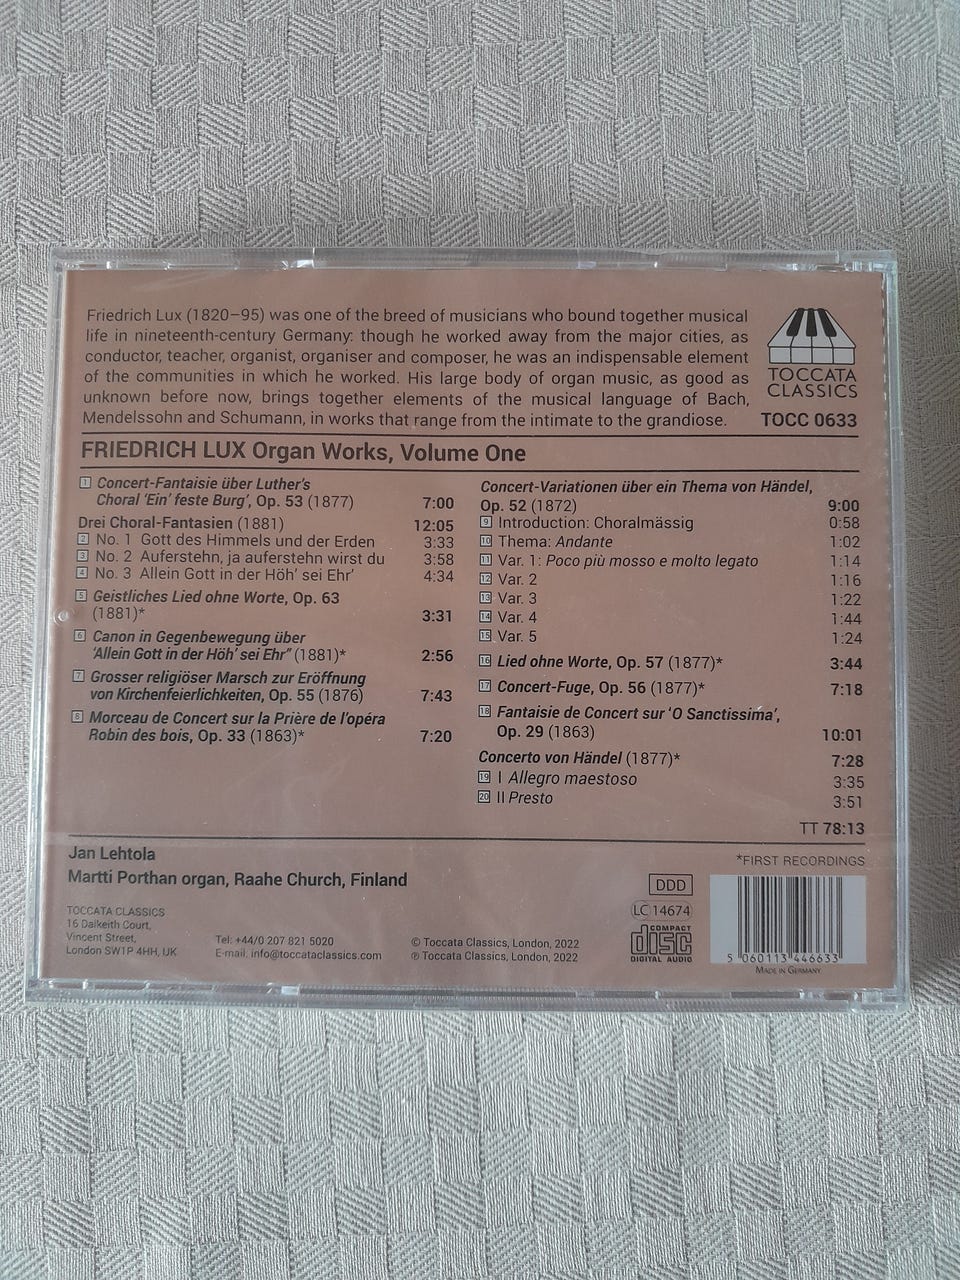 Friedrich Lux (1820–95) was one of the breed of musicians who bound together musical
life in nineteenth-century Germany: though he worked away from the major cities, as
conductor, teacher, organist, organiser and composer, he was an indispensable element
of the communities in which he worked. His large body of organ music, as good as
unknown before now, brings together elements of the musical language of Bach,
Mendelssohn and Schumann, in works that range from the intimate to the grandiose.
TOCCATA
CLASSICS
TOCC 0633
FRIEDRICH LUX Organ Works, Volume One
1 Concert-Fantaisie über Luther's
Choral 'Ein' feste Burg', Op. 53 (1877) 7:00
Drei Choral-Fantasien (1881) 12:05
2 No. 1 Gott des Himmels und der Erden 3:33
3 No. 2 Auferstehn, ja auferstehn wirst du 3:58
4 No. 3 Allein Gott in der Höh' sei Ehr' 4:34
5 Geistliches Lied ohne Worte, Op. 63
(1881)* 3:31
6 Canon in Gegenbewegung über
'Allein Gott in der Höh' sei Ehr'' (1881)* 2:56
7 Grosser religiöser Marsch zur Eröffnung
von Kirchenfeierlichkeiten, Op. 55 (1876) 7:43
8 Morceau de Concert sur la Prière de l'opéra
Robin des bois, Op. 33 (1863)* 7:20
Concert-Variationen über ein Thema von Händel,
Op. 52 (1872) 9:00
9 Introduction: Choralmässig 0:58
10 Thema: Andante 1:02
11 Var. 1: Poco più mosso e molto legato 1:14
12 Var. 2 1:16
13 Var. 3 1:22
14 Var. 4 1:44
15 Var. 5 1:24
16 Lied ohne Worte, Op. 57 (1877)* 3:44
17 Concert-Fuge, Op. 56 (1877)* 7:18
18 Fantaisie de Concert sur 'O Sanctissima',
Op. 29 (1863) 10:01
Concerto von Händel (1877)* 7:28
19 I Allegro maestoso 3:35
20 II Presto 3:51
TT 78:13
*FIRST RECORDINGS
Jan Lehtola
Martti Porthan organ, Raahe Church, Finland
TOCCATA CLASSICS
16 Dalkeith Court,
Vincent Street,
London SW1P 4HH, UK
Tel: +44/0 207 821 5020
E-mail: info@toccataclassics.com
© Toccata Classics, London, 2022
℗ Toccata Classics, London, 2022
DDD
LC 14674
COMPACT
disc
DIGITAL AUDIO
5 060113 446633
MADE IN GERMANY